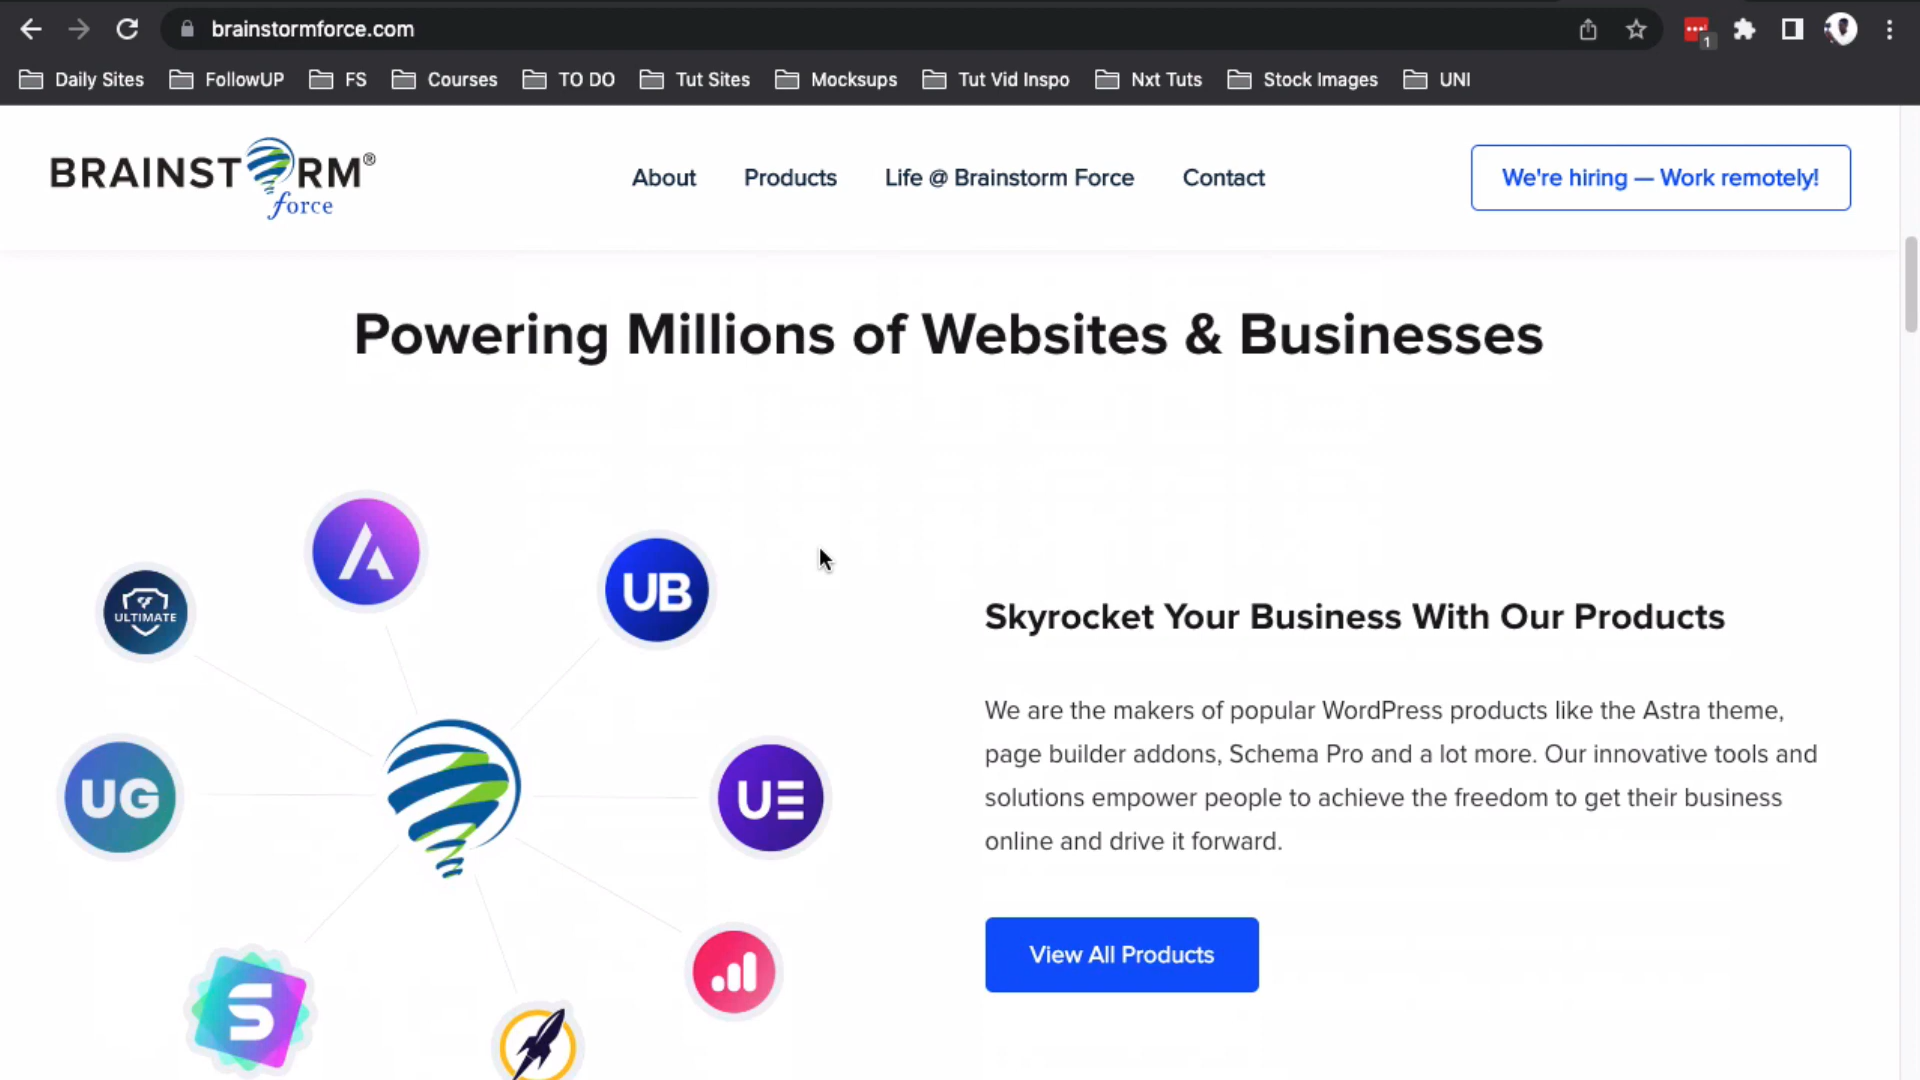 brainstormforce.com
1
Daily Sites FollowUP FS Courses TO DO Tut Sites Mocksups Tut Vid Inspo Nxt Tuts Stock Images UNI
BRAINSTORM®
force
About Products Life @ Brainstorm Force Contact
We're hiring — Work remotely!
Powering Millions of Websites & Businesses
ULTIMATE
UB
UG
UE
S
Skyrocket Your Business With Our Products
We are the makers of popular WordPress products like the Astra theme,
page builder addons, Schema Pro and a lot more. Our innovative tools and
solutions empower people to achieve the freedom to get their business
online and drive it forward.
View All Products